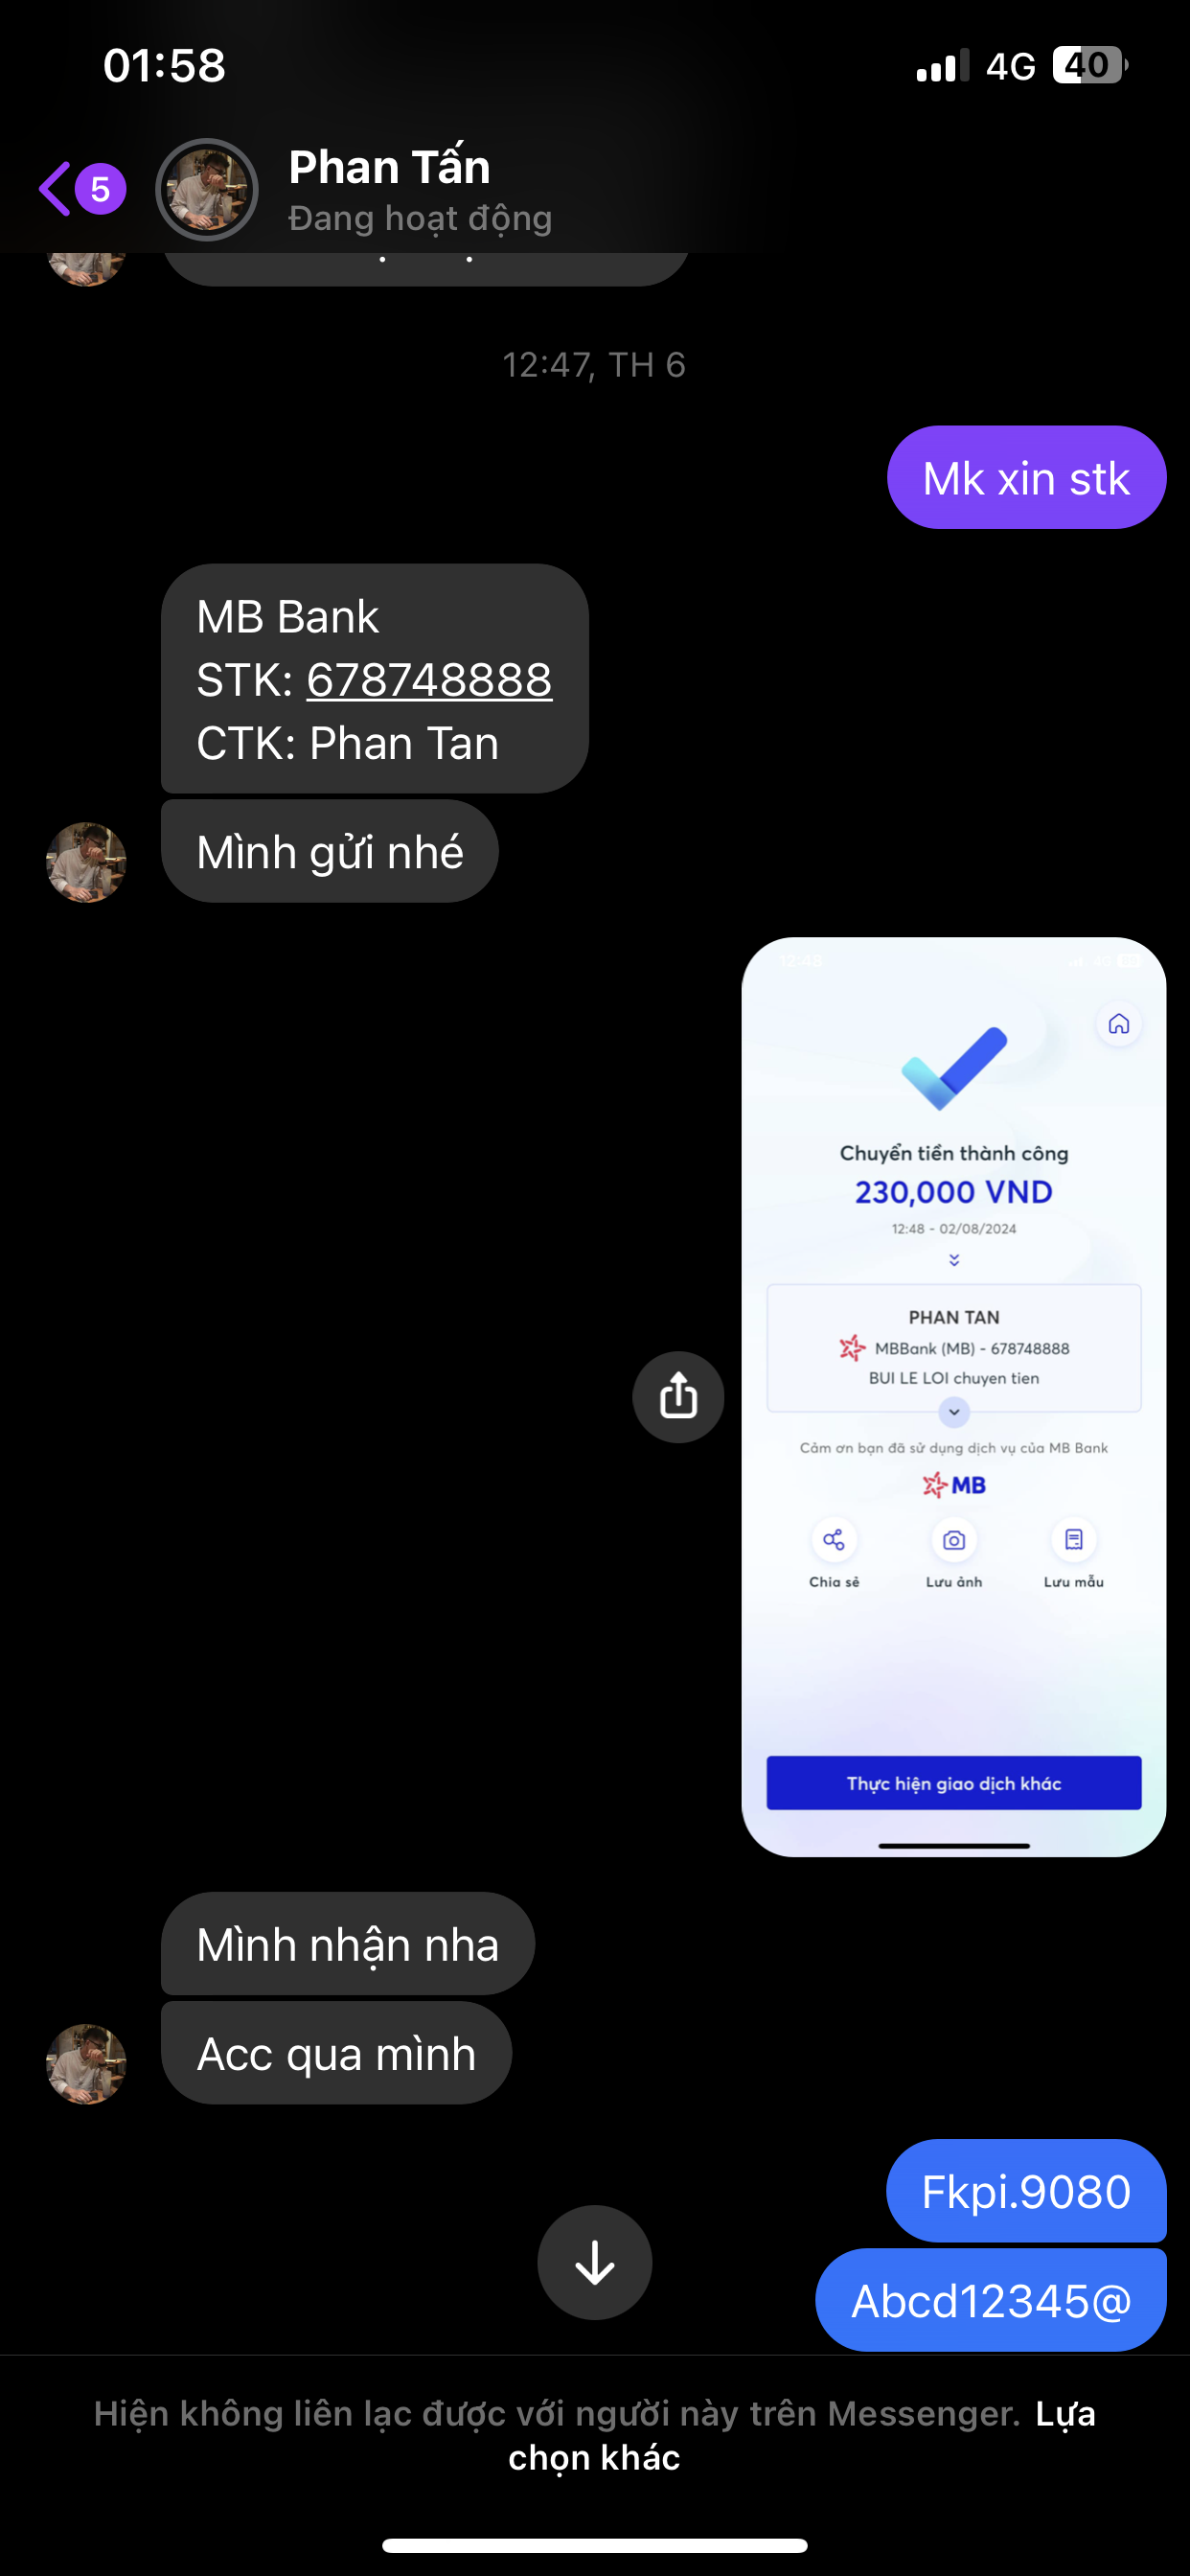 01:58
4G
40
5
Phan Tấn
Đang hoạt động
12:47, TH 6
Mk xin stk
MB Bank
STK: 678748888
CTK: Phan Tan
Mình gửi nhé
12:48
4G
Chuyển tiền thành công
230,000 VND
12:48 - 02/08/2024
PHAN TAN
MBBank (MB) - 678748888
BUI LE LOI chuyen tien
Cảm ơn bạn đã sử dụng dịch vụ của MB Bank
MB
Chia sẻ
Lưu ảnh
Lưu mẫu
Thực hiện giao dịch khác
Mình nhận nha
Acc qua mình
Fkpi.9080
Abcd12345@
Hiện không liên lạc được với người này trên Messenger. Lựa
chọn khác